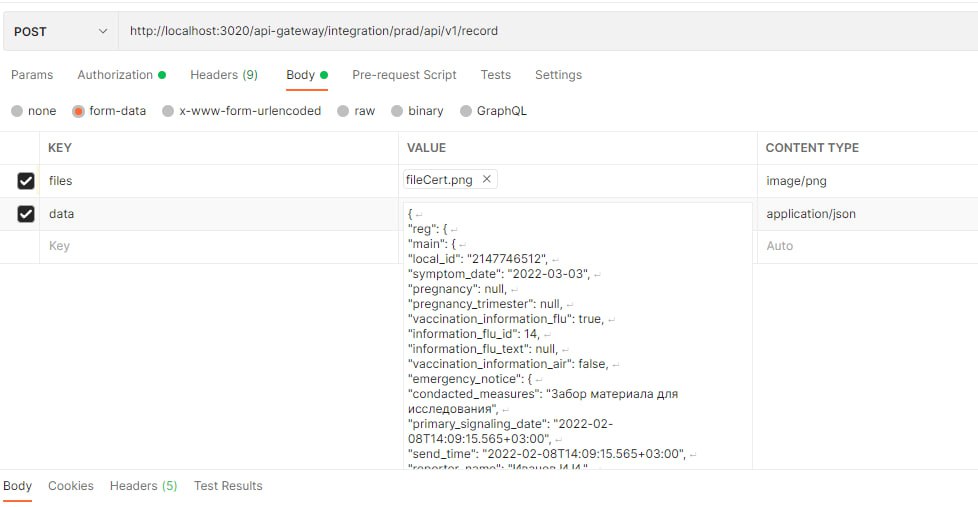 POST http://localhost:3020/api-gateway/integration/prad/api/v1/record
Params Authorization Headers (9) Body Pre-request Script Tests Settings
none form-data x-www-form-urlencoded raw binary GraphQL
KEY VALUE CONTENT TYPE
files fileCert.png × image/png
data application/json
Key Auto
{
"reg": {
"main": {
"local_id": "2147746512",
"symptom_date": "2022-03-03",
"pregnancy": null,
"pregnancy_trimester": null,
"vaccination_information_flu": true,
"information_flu_id": 14,
"information_flu_text": null,
"vaccination_information_air": false,
"emergency_notice": {
"condacted_measures": "Забор материала для
исследования",
"primary_signaling_date": "2022-02-
08T14:09:15.565+03:00",
"send_time": "2022-02-08T14:09:15.565+03:00",
"reporter_name": "Иванов И.И."
Body Cookies Headers (5) Test Results